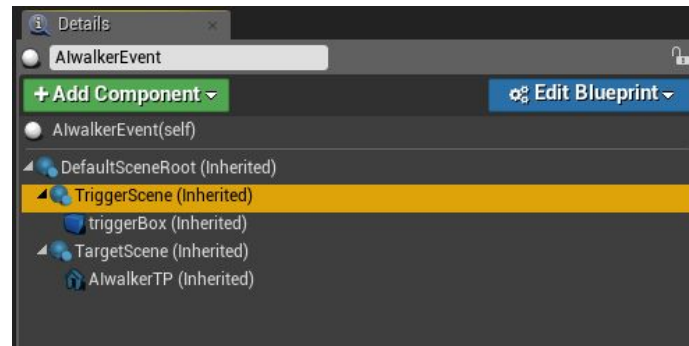 Details
AIwalkerEvent
+Add Component Edit Blueprint
AIwalkerEvent(self)
DefaultSceneRoot (Inherited)
TriggerScene (Inherited)
triggerBox (Inherited)
TargetScene (Inherited)
AIwalkerTP (Inherited)